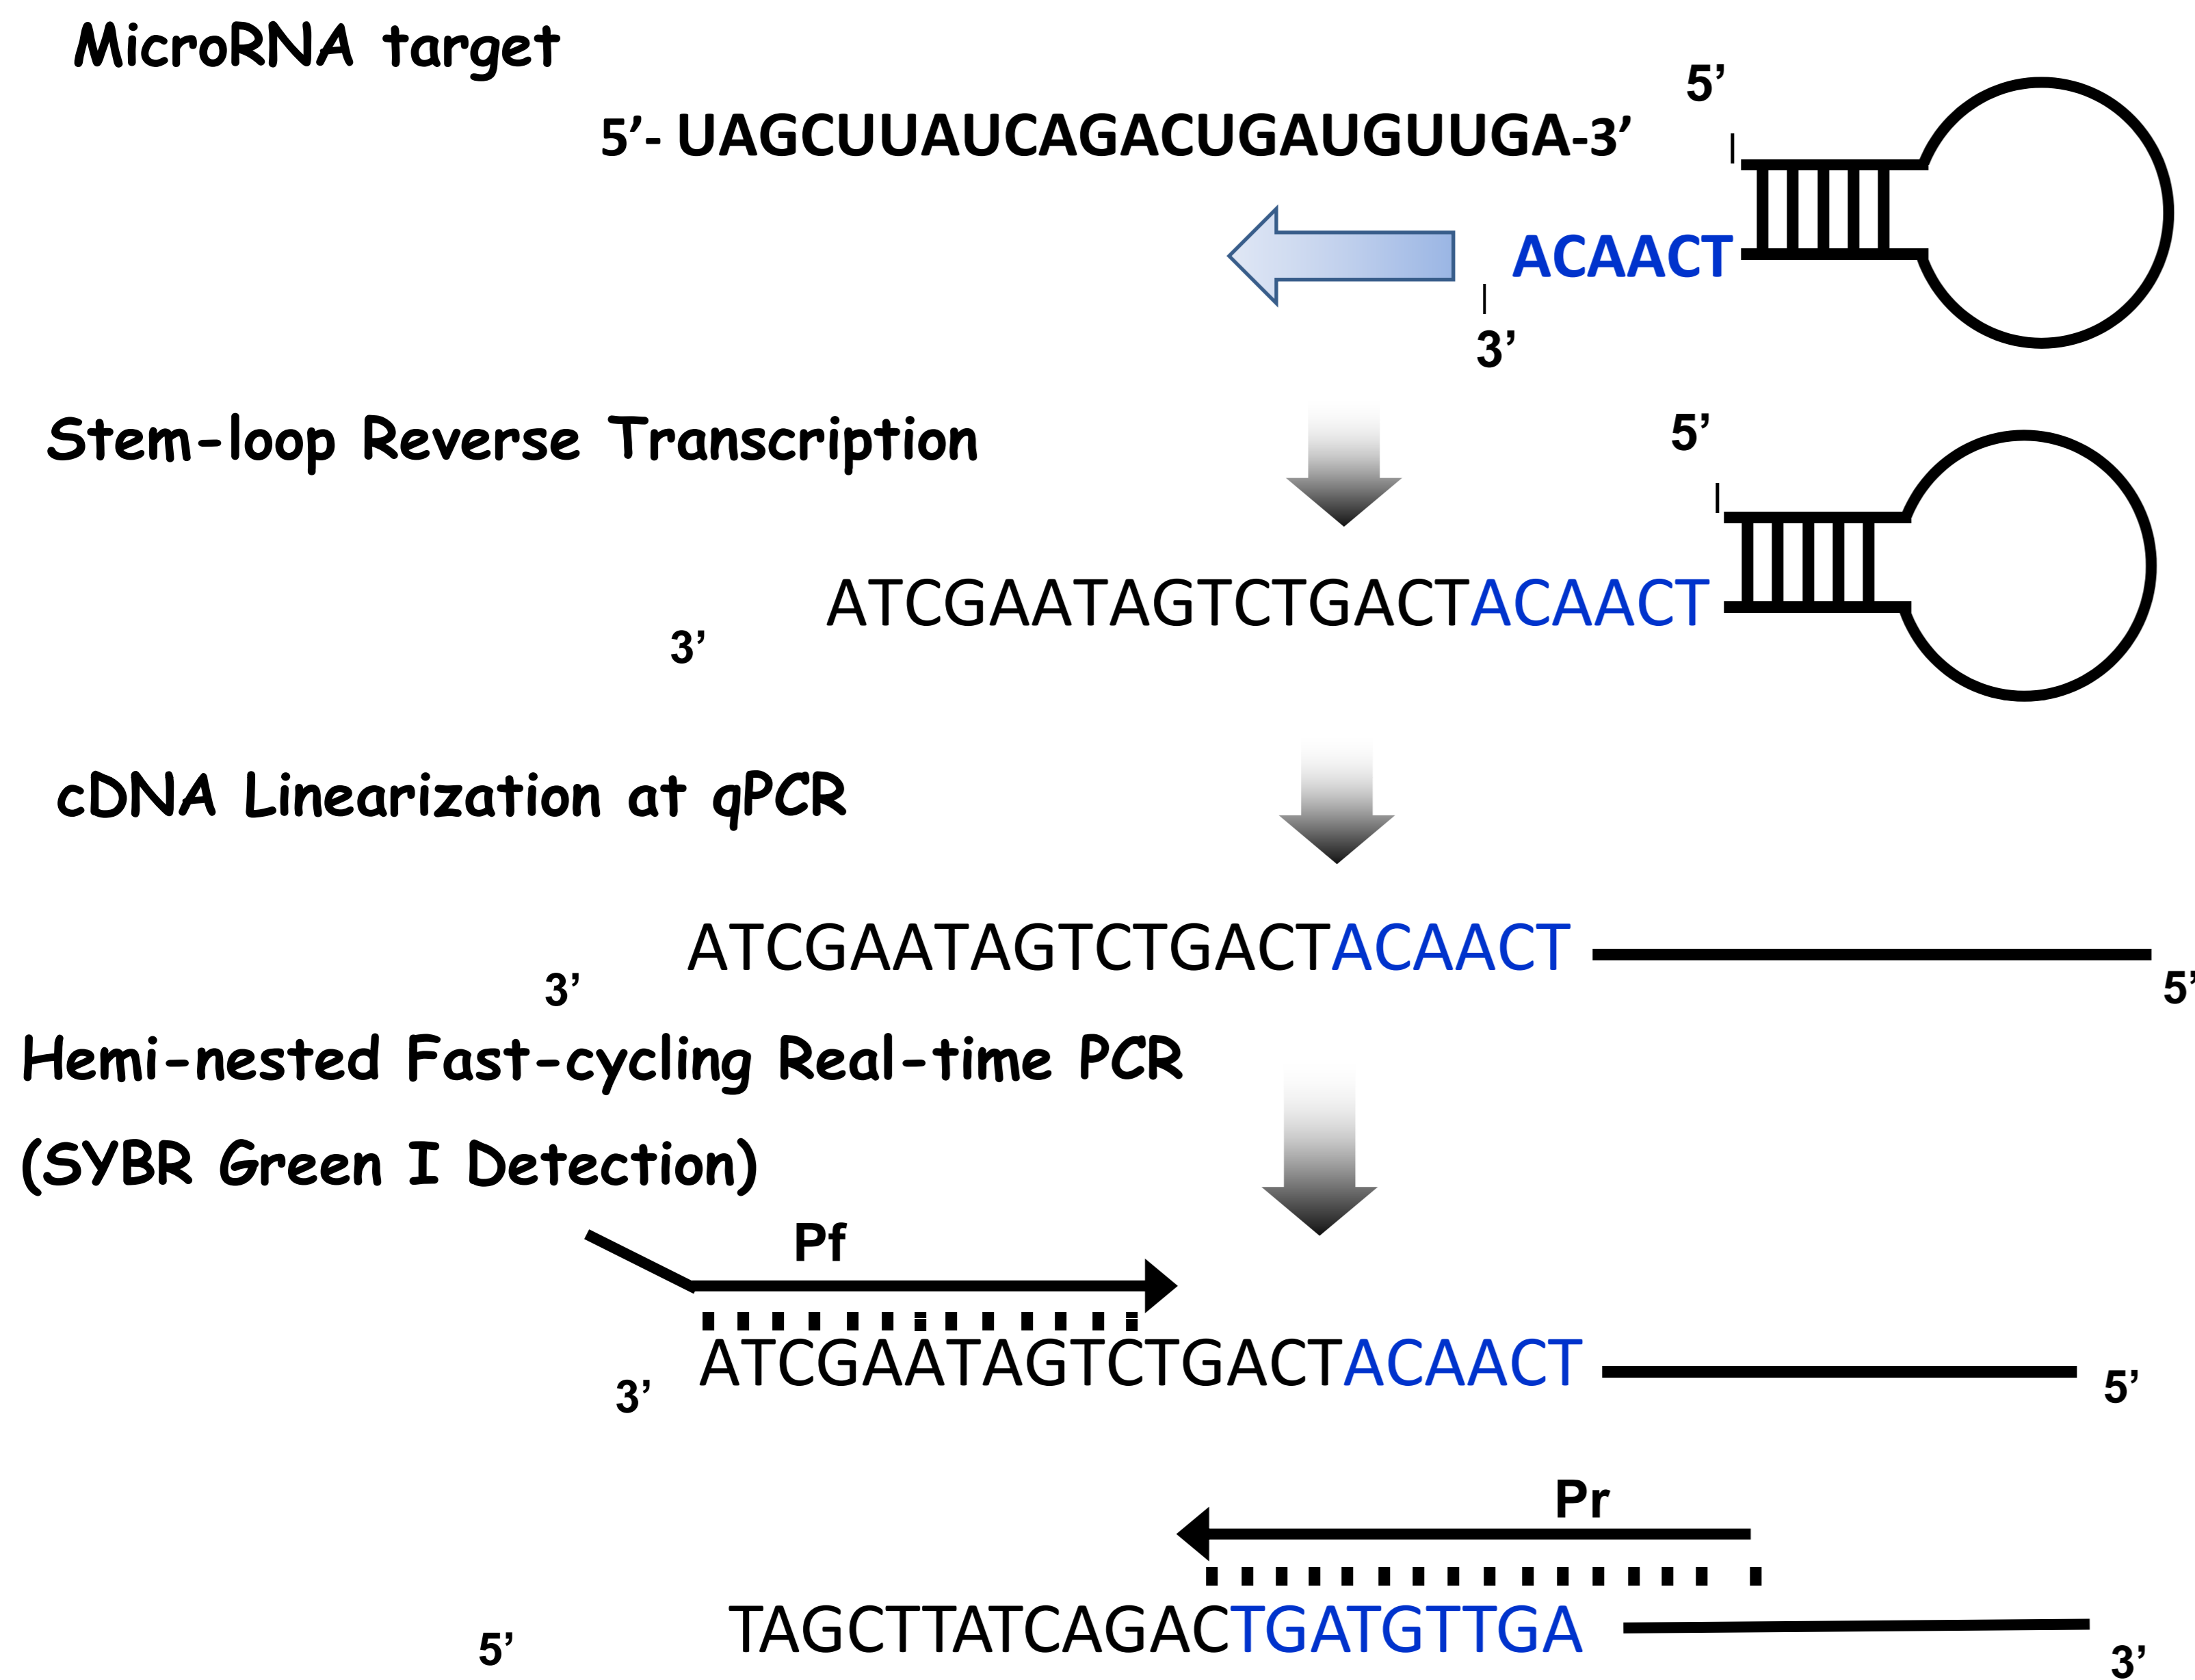 MicroRNA target
5’
5’- UAGCUUAUCAGACUGAUGUUGA-3’
ACAACT
3’
Stem-loop Reverse Transcription
5’
ATCGAATAGTCTGACTACAACT
3’
cDNA Linearization at qPCR
ATCGAATAGTCTGACTACAACT
3’
5’
Hemi-nested Fast-cycling Real-time PCR
(SYBR Green I Detection)
Pf
ATCGAATAGTCTGACTACAACT
3’
5’
Pr
TAGCTTATCAGACTGATGTTGA
5’
3’